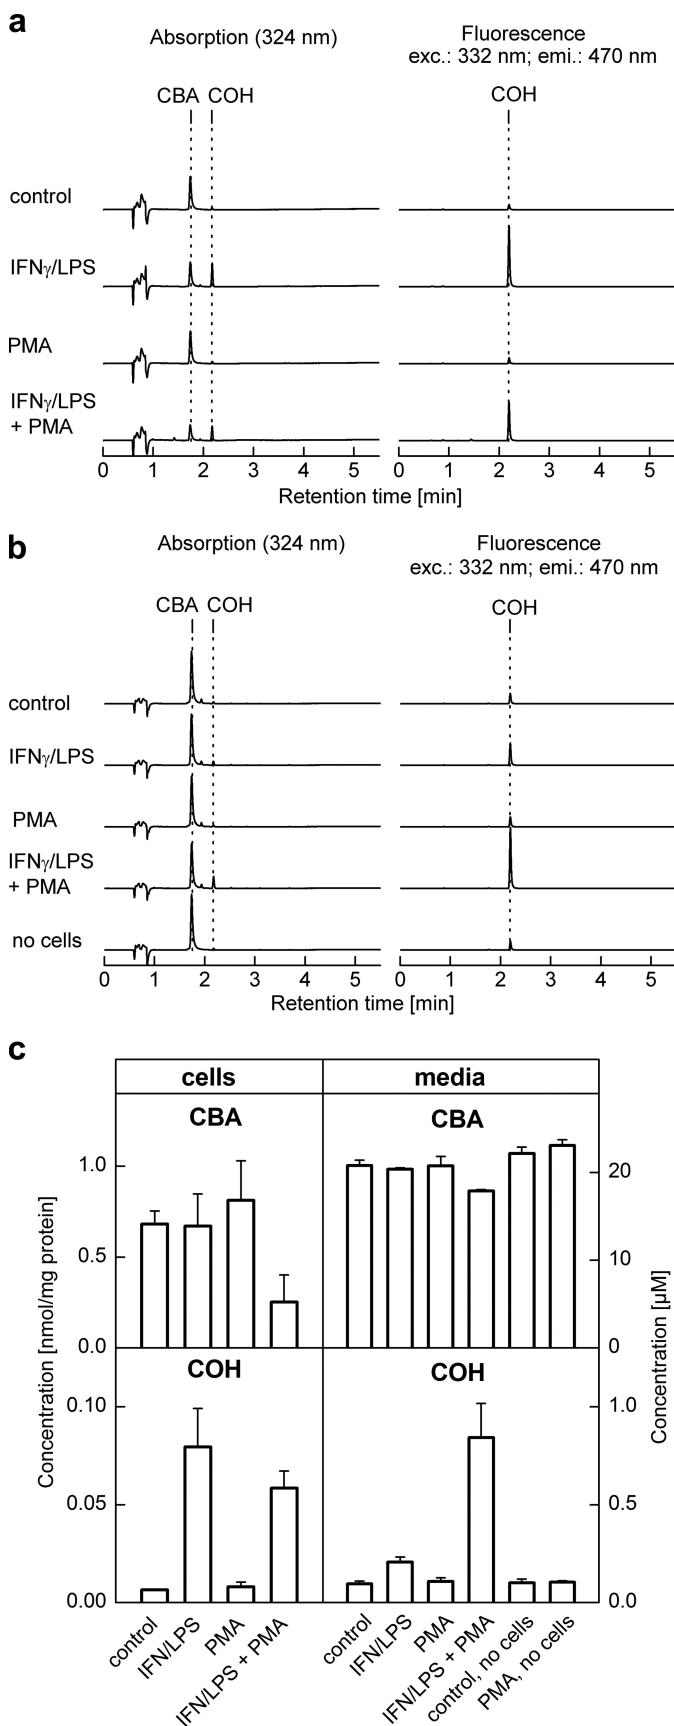 a
Absorption (324 nm)
Fluorescence
exc.: 332 nm; emi.: 470 nm
CBA COH
COH
control
IFNγ/LPS
PMA
IFNγ/LPS
+ PMA
0 1 2 3 4 5
0 1 2 3 4 5
Retention time [min]
b
Absorption (324 nm)
Fluorescence
exc.: 332 nm; emi.: 470 nm
CBA COH
COH
control
IFNγ/LPS
PMA
IFNγ/LPS
+ PMA
no cells
0 1 2 3 4 5
0 1 2 3 4 5
Retention time [min]
c
cells
media
CBA
CBA
1.0
0.5
0.0
20
10
0
Concentration [nmol/mg protein]
Concentration [µM]
COH
COH
0.10
0.05
0.00
1.0
0.5
0.0
control
IFN/LPS
PMA
IFN/LPS + PMA
control
IFN/LPS
PMA
IFN/LPS + PMA
control, no cells
PMA, no cells